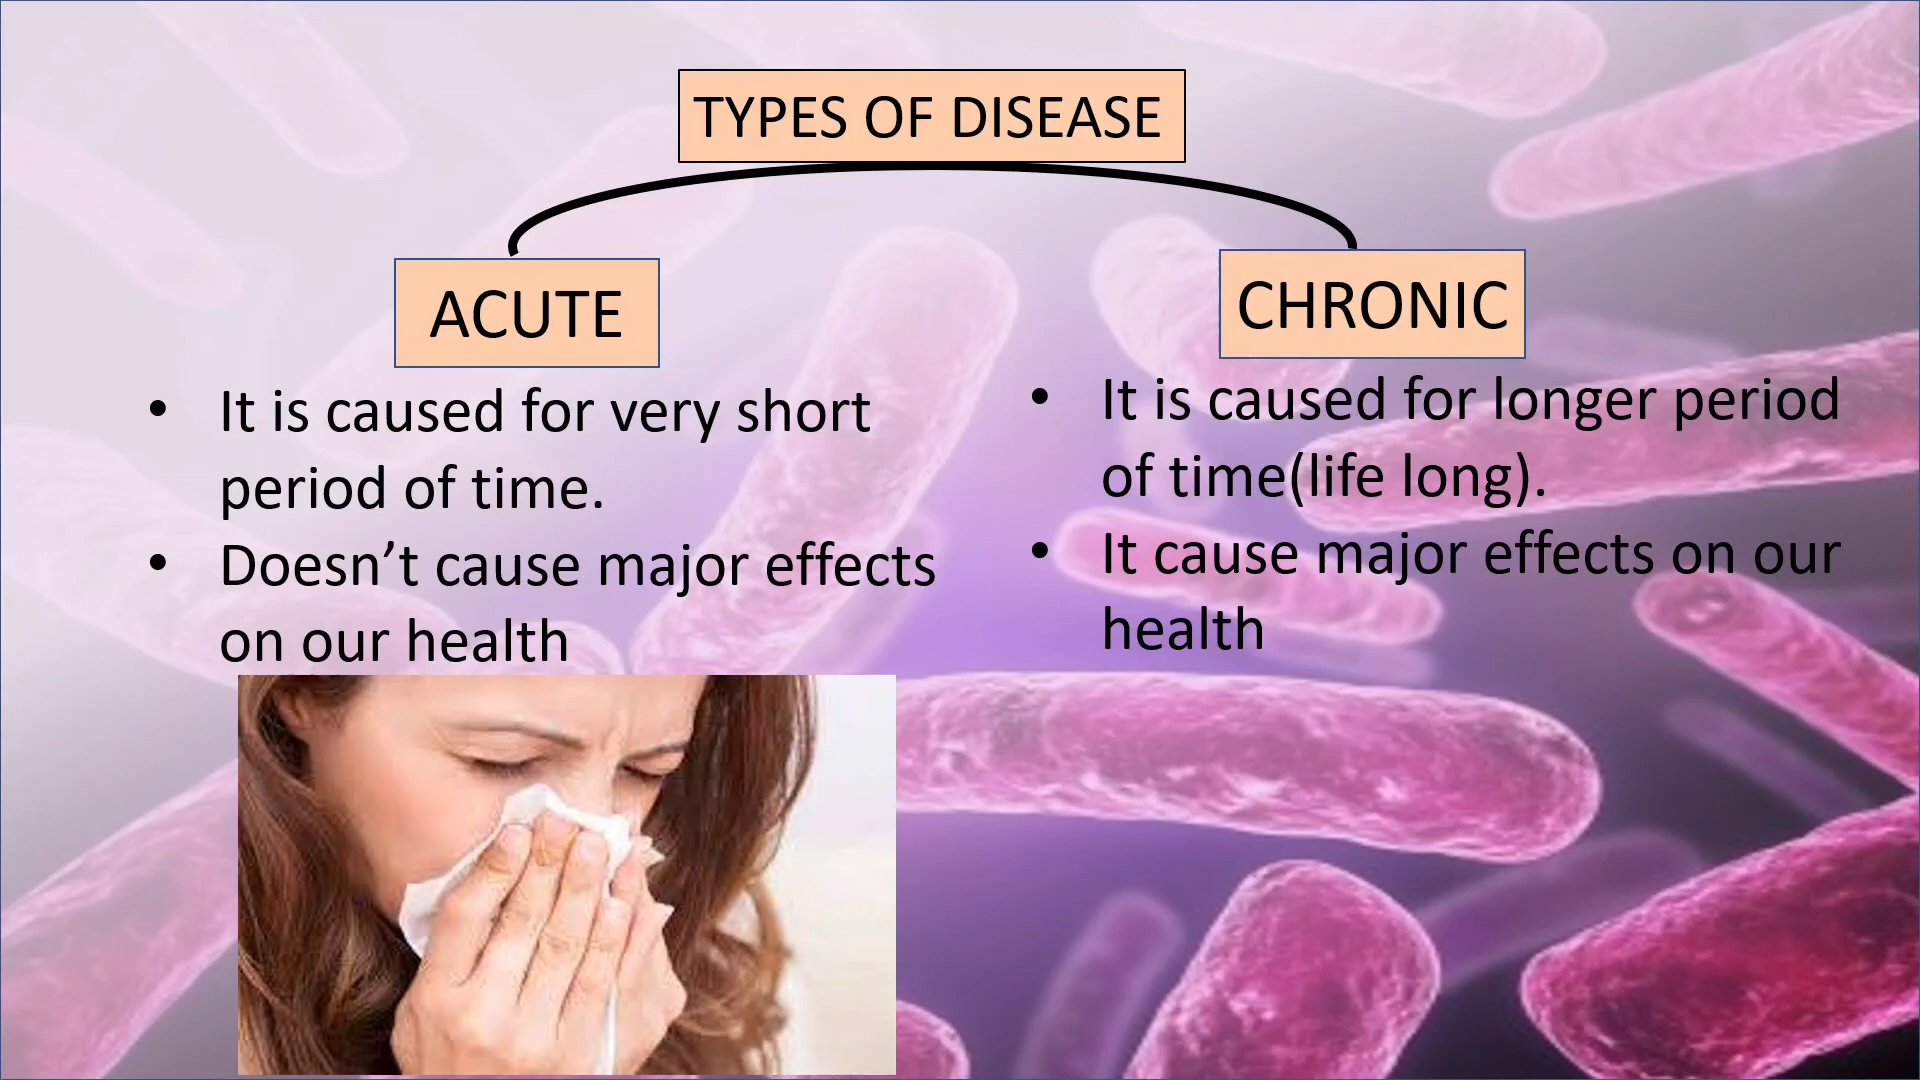 TYPES OF DISEASE
ACUTE
• It is caused for very short
period of time.
• Doesn’t cause major effects
on our health
CHRONIC
• It is caused for longer period
of time(life long).
• It cause major effects on our
health